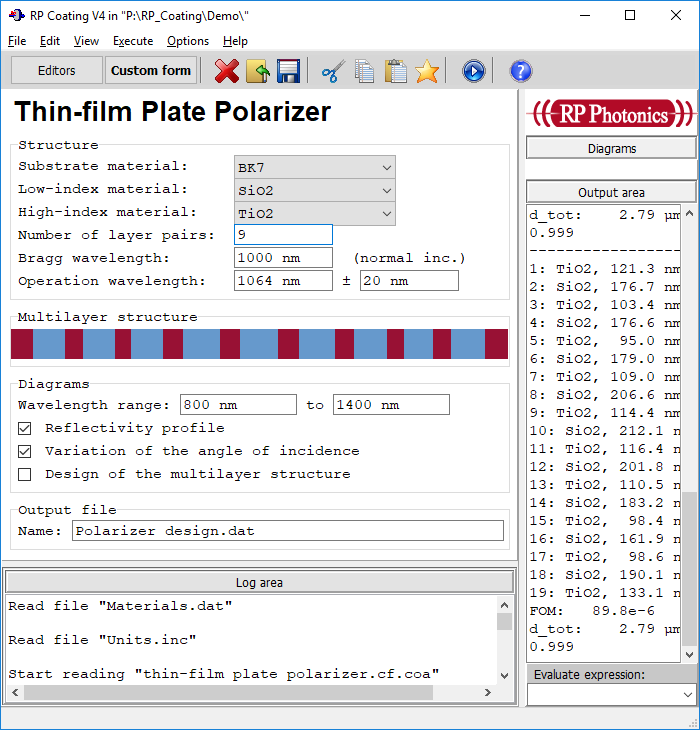 RP Coating V4 in "P:\RP_Coating\Demo\"
File Edit View Execute Options Help
Editors Custom form
Thin-film Plate Polarizer
Structure
Substrate material: BK7
Low-index material: SiO2
High-index material: TiO2
Number of layer pairs: 9
Bragg wavelength: 1000 nm (normal inc.)
Operation wavelength: 1064 nm ± 20 nm
Multilayer structure
Diagrams
Wavelength range: 800 nm to 1400 nm
Reflectivity profile
Variation of the angle of incidence
Design of the multilayer structure
Output file
Name: Polarizer design.dat
Log area
Read file "Materials.dat"
Read file "Units.inc"
Start reading "thin-film plate polarizer.cf.coa"
RP Photonics
Diagrams
Output area
d_tot: 2.79 µm
0.999
--------------------
1: TiO2, 121.3 nm
2: SiO2, 176.7 nm
3: TiO2, 103.4 nm
4: SiO2, 176.6 nm
5: TiO2, 95.0 nm
6: SiO2, 179.0 nm
7: TiO2, 109.0 nm
8: SiO2, 206.6 nm
9: TiO2, 114.4 nm
10: SiO2, 212.1 n
11: TiO2, 116.4 n
12: SiO2, 201.8 n
13: TiO2, 110.5 n
14: SiO2, 183.2 n
15: TiO2, 98.4 n
16: SiO2, 161.9 n
17: TiO2, 98.6 n
18: SiO2, 190.1 n
19: TiO2, 133.1 n
FOM: 89.8e-6
d_tot: 2.79 µm
0.999
Evaluate expression: